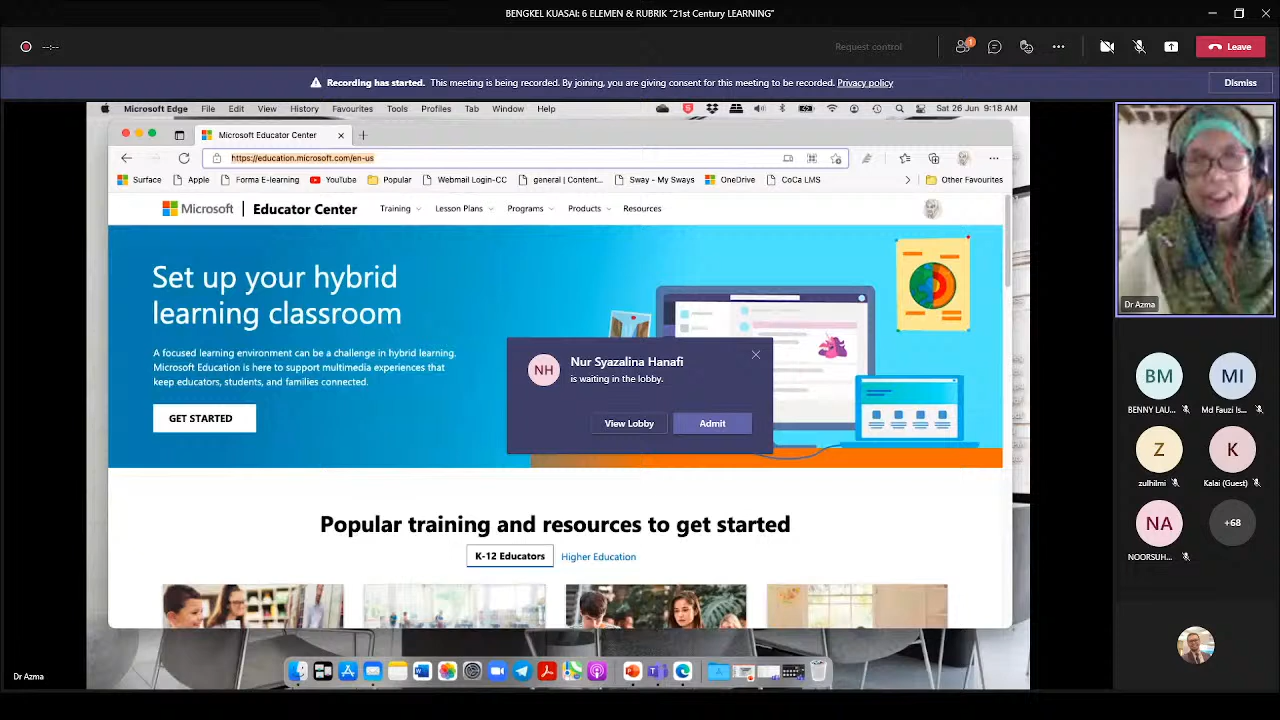 BENGKEL KUASAI: 6 ELEMEN & RUBRIK "21st Century LEARNING"
--:--
Request control
1
Leave
Recording has started. This meeting is being recorded. By joining, you are giving consent for this meeting to be recorded. Privacy policy
Dismiss
Microsoft Edge File Edit View History Favourites Tools Profiles Tab Window Help
Sat 26 Jun 9:18 AM
Microsoft Educator Center
https://education.microsoft.com/en-us
Surface Apple Forma E-learning YouTube Popular Webmail Login-CC general | Content... Sway - My Sways OneDrive CoCa LMS Other Favourites
Microsoft Educator Center Training Lesson Plans Programs Products Resources
Set up your hybrid
learning classroom
A focused learning environment can be a challenge in hybrid learning.
Microsoft Education is here to support multimedia experiences that
keep educators, students, and families connected.
GET STARTED
NH
Nur Syazalina Hanafi
is waiting in the lobby.
View Lobby Admit
Popular training and resources to get started
K-12 Educators Higher Education
Dr Azma
Dr Azma
BM MI
BENNY LAU... Md Fauzi Is...
Z K
zulhilmi Kalai (Guest)
NA +68
NOORSUH...